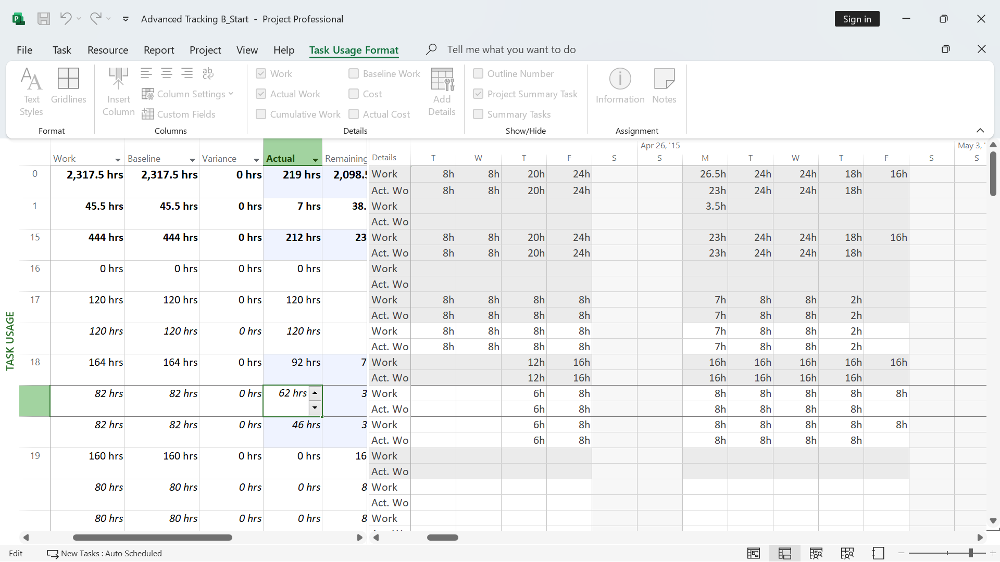 Advanced Tracking B_Start - Project Professional
Sign in
File Task Resource Report Project View Help Task Usage Format Tell me what you want to do
Text Styles
Gridlines
Format
Insert Column
Column Settings
Custom Fields
Columns
Work
Actual Work
Cumulative Work
Baseline Work
Cost
Actual Cost
Add Details
Details
Outline Number
Project Summary Task
Summary Tasks
Show/Hide
Information
Notes
Assignment
Apr 26, '15 May 3, '
Work Baseline Variance Actual Remaining Details T W T F S S M T W T F S S
0 2,317.5 hrs 2,317.5 hrs 0 hrs 219 hrs 2,098.5 Work 8h 8h 20h 24h 26.5h 24h 24h 18h 16h
Act. Wo 8h 8h 20h 24h 23h 24h 24h 18h
1 45.5 hrs 45.5 hrs 0 hrs 7 hrs 38. Work 3.5h
Act. Wo
15 444 hrs 444 hrs 0 hrs 212 hrs 23 Work 8h 8h 20h 24h 23h 24h 24h 18h 16h
Act. Wo 8h 8h 20h 24h 23h 24h 24h 18h
16 0 hrs 0 hrs 0 hrs 0 hrs Work
Act. Wo
17 120 hrs 120 hrs 0 hrs 120 hrs Work 8h 8h 8h 8h 7h 8h 8h 2h
Act. Wo 8h 8h 8h 8h 7h 8h 8h 2h
120 hrs 120 hrs 0 hrs 120 hrs Work 8h 8h 8h 8h 7h 8h 8h 2h
Act. Wo 8h 8h 8h 8h 7h 8h 8h 2h
18 164 hrs 164 hrs 0 hrs 92 hrs 7 Work 12h 16h 16h 16h 16h 16h 16h
Act. Wo 12h 16h 16h 16h 16h 16h
82 hrs 82 hrs 0 hrs 62 hrs 3 Work 6h 8h 8h 8h 8h 8h 8h
Act. Wo 6h 8h 8h 8h 8h 8h
82 hrs 82 hrs 0 hrs 46 hrs 3 Work 6h 8h 8h 8h 8h 8h 8h
Act. Wo 6h 8h 8h 8h 8h 8h
19 160 hrs 160 hrs 0 hrs 0 hrs 16 Work
Act. Wo
80 hrs 80 hrs 0 hrs 0 hrs 8 Work
Act. Wo
80 hrs 80 hrs 0 hrs 0 hrs 8 Work
TASK USAGE
Edit New Tasks : Auto Scheduled